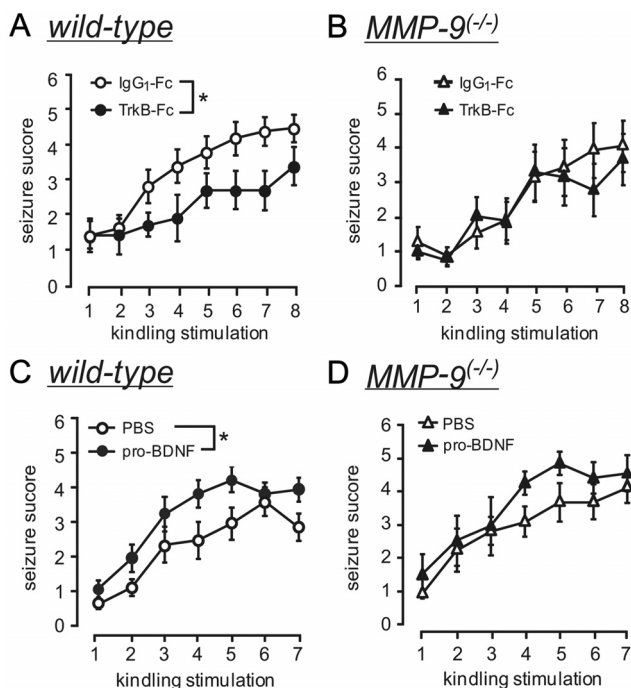 A wild-type
IgG1-Fc
TrkB-Fc
*
6
5
4
3
2
1
0
seizure sucore
1 2 3 4 5 6 7 8
kindling stimulation
B MMP-9(-/-)
IgG1-Fc
TrkB-Fc
6
5
4
3
2
1
0
seizure sucore
1 2 3 4 5 6 7 8
kindling stimulation
C wild-type
PBS
pro-BDNF
*
6
5
4
3
2
1
0
seizure sucore
1 2 3 4 5 6 7
kindling stimulation
D MMP-9(-/-)
PBS
pro-BDNF
6
5
4
3
2
1
0
seizure sucore
1 2 3 4 5 6 7
kindling stimulation